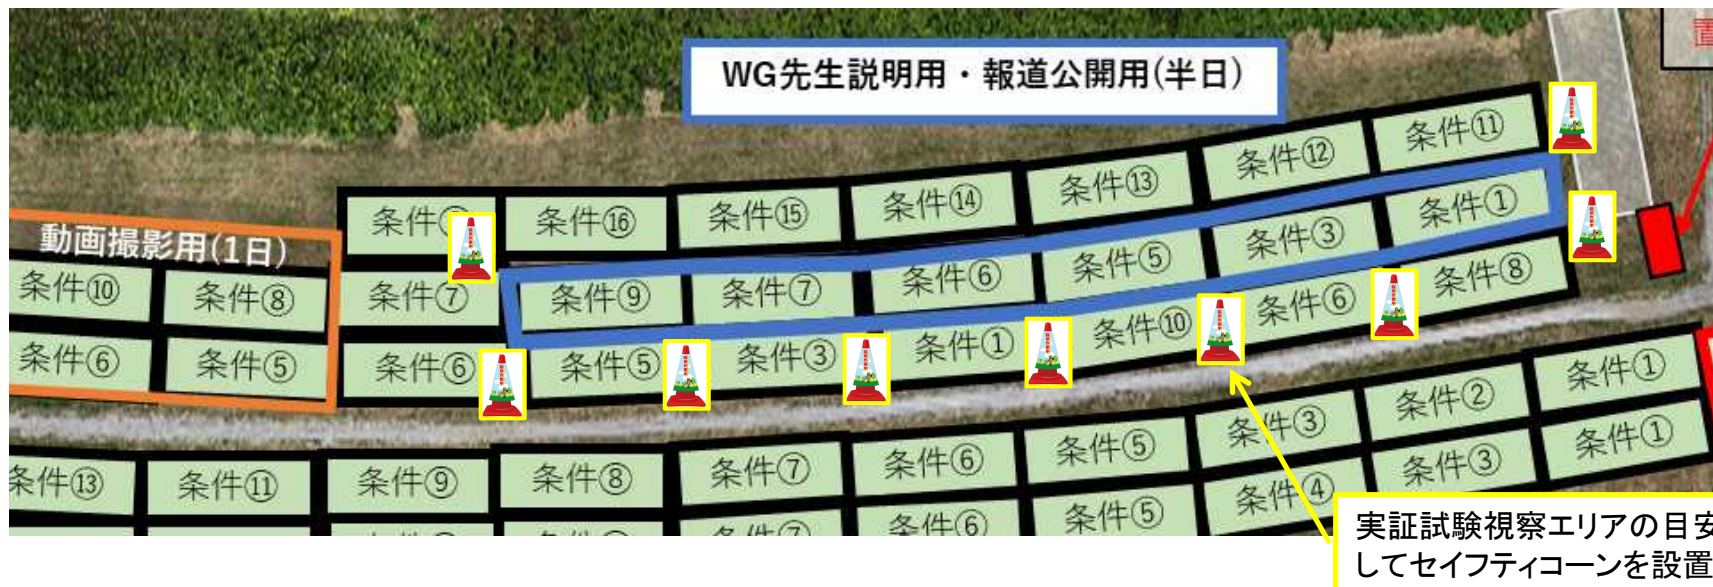 WG先生説明用・報道公開用(半日)
置
条件⑪
条件⑫
条件⑬
条件⑭
条件⑮
条件⑯
条件
動画撮影用(1日)
条件⑩
条件⑧
条件⑦
条件⑨
条件⑦
条件⑥
条件⑤
条件③
条件①
条件⑥
条件⑤
条件⑥
条件⑤
条件③
条件①
条件⑩
条件⑥
条件⑧
条件⑬
条件⑪
条件⑨
条件⑧
条件⑦
条件⑥
条件⑤
条件③
条件②
条件①
条件⑦
条件⑥
条件⑤
条件④
条件③
条件①
実証試験視察エリアの目安
してセイフティコーンを設置